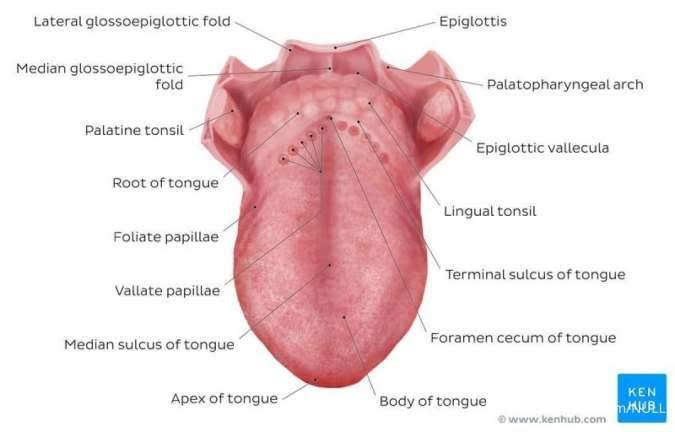 Lateral glossoepiglottic fold
Epiglottis
Median glossoepiglottic
fold
Palatopharyngeal arch
Palatine tonsil
Epiglottic vallecula
Root of tongue
Lingual tonsil
Foliate papillae
Terminal sulcus of tongue
Vallate papillae
Foramen cecum of tongue
Median sulcus of tongue
Apex of tongue
Body of tongue
KEN
HUB
m/NULL
© www.kenhub.com